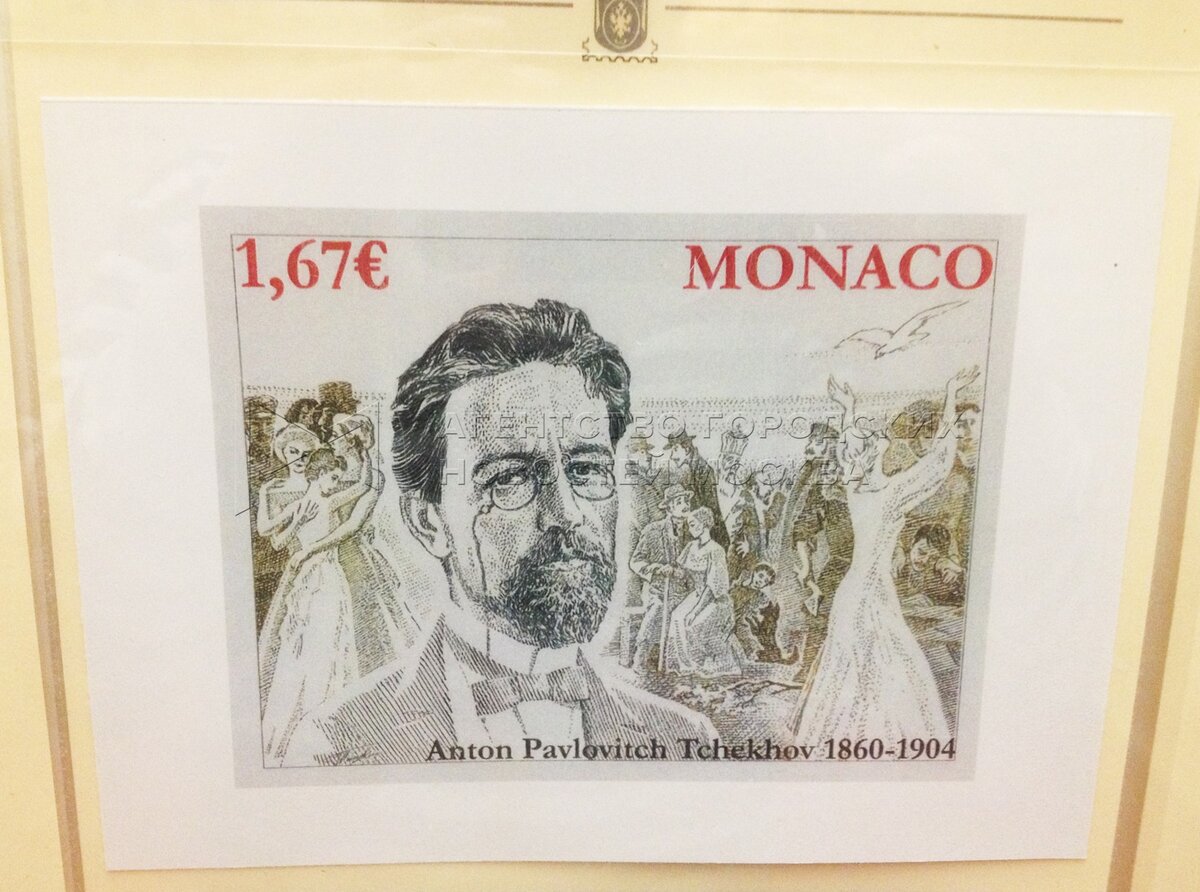 1,67€ MONACO
АГЕНТСТВО ГОРОДСКИХ
НОВОСТЕЙ МОСКВА
Anton Pavlovitch Tchekhov 1860-1904